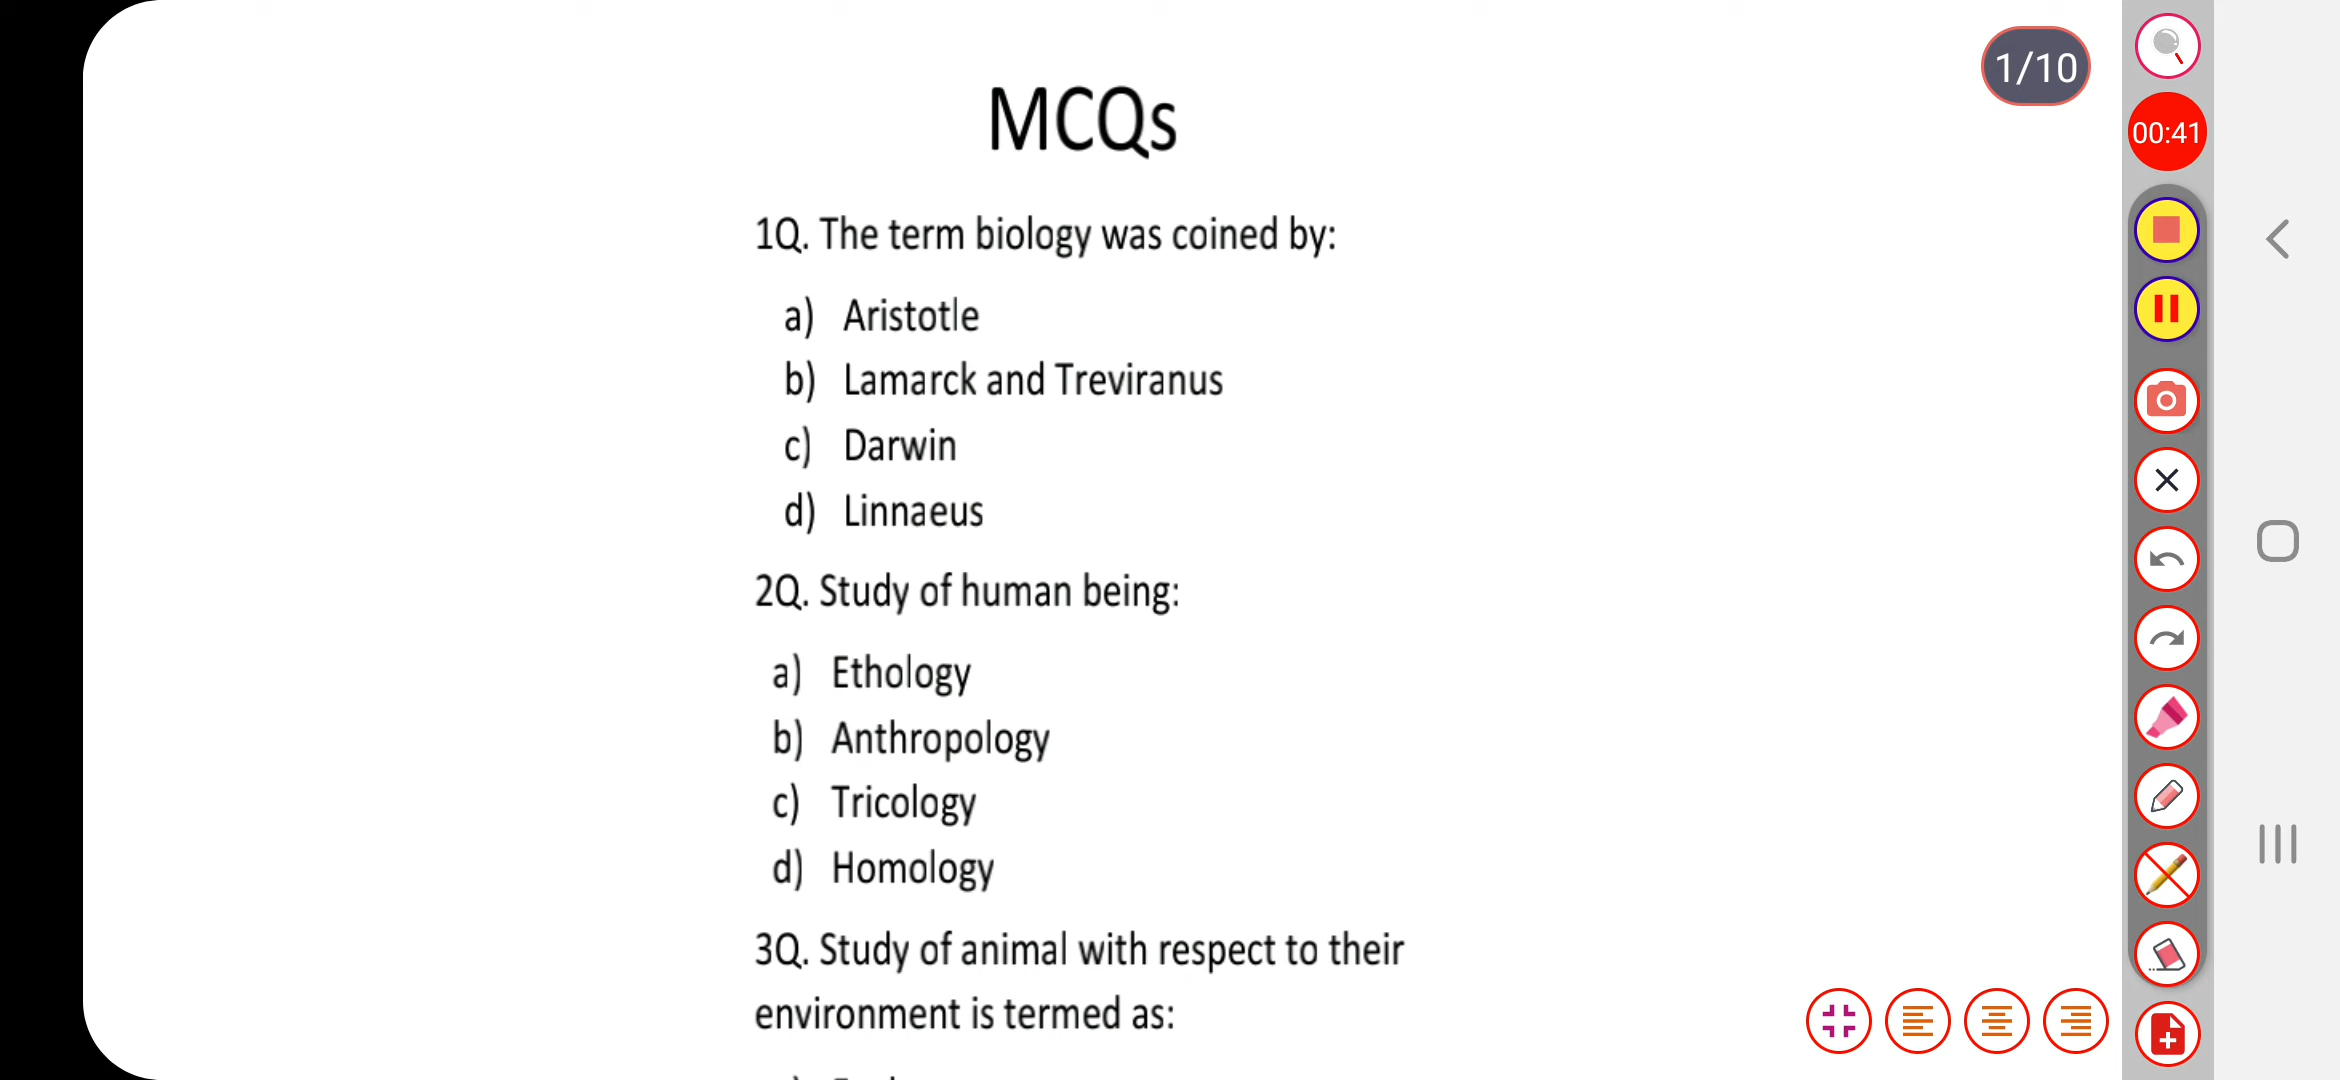 MCQs
1/10
00:41
1Q. The term biology was coined by:
a) Aristotle
b) Lamarck and Treviranus
c) Darwin
d) Linnaeus
2Q. Study of human being:
a) Ethology
b) Anthropology
c) Tricology
d) Homology
3Q. Study of animal with respect to their
environment is termed as: